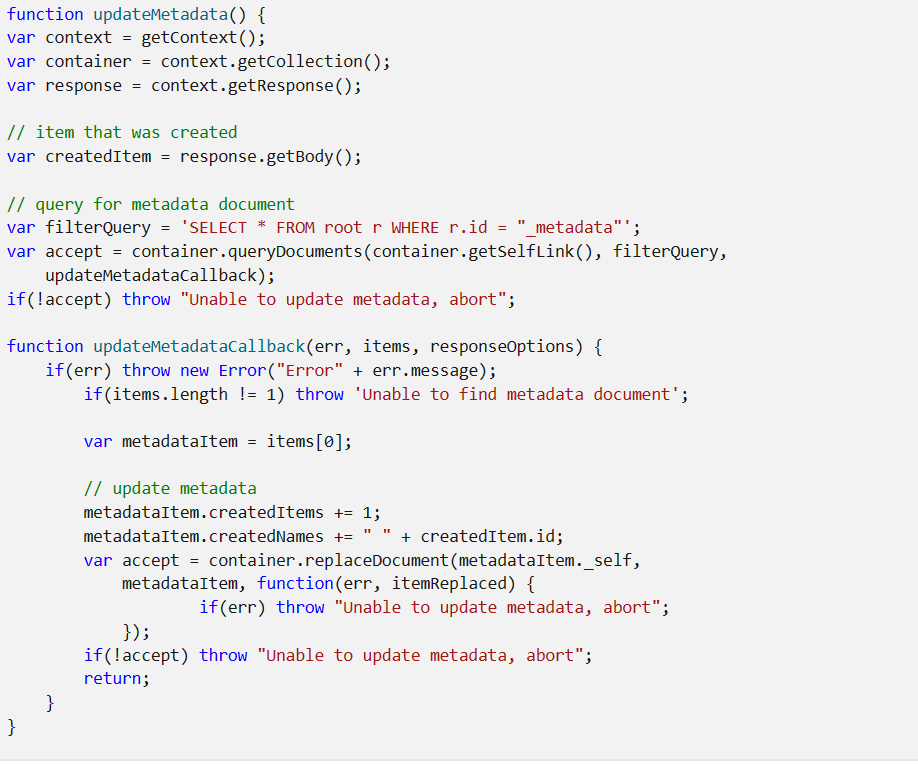 function updateMetadata() {
var context = getContext();
var container = context.getCollection();
var response = context.getResponse();

// item that was created
var createdItem = response.getBody();

// query for metadata document
var filterQuery = 'SELECT * FROM root r WHERE r.id = "_metadata"';
var accept = container.queryDocuments(container.getSelfLink(), filterQuery,
    updateMetadataCallback);
if(!accept) throw "Unable to update metadata, abort";

function updateMetadataCallback(err, items, responseOptions) {
    if(err) throw new Error("Error" + err.message);
        if(items.length != 1) throw 'Unable to find metadata document';

        var metadataItem = items[0];

        // update metadata
        metadataItem.createdItems += 1;
        metadataItem.createdNames += " " + createdItem.id;
        var accept = container.replaceDocument(metadataItem._self,
            metadataItem, function(err, itemReplaced) {
                    if(err) throw "Unable to update metadata, abort";
            });
        if(!accept) throw "Unable to update metadata, abort";
        return;
    }
}